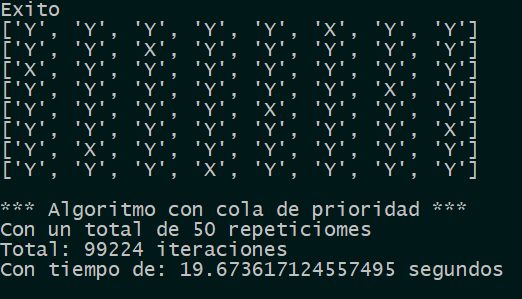 Exito
['Y', 'Y', 'Y', 'Y', 'Y', 'X', 'Y', 'Y']
['Y', 'Y', 'X', 'Y', 'Y', 'Y', 'Y', 'Y']
['X', 'Y', 'Y', 'Y', 'Y', 'Y', 'Y', 'Y']
['Y', 'Y', 'Y', 'Y', 'Y', 'Y', 'X', 'Y']
['Y', 'Y', 'Y', 'Y', 'X', 'Y', 'Y', 'Y']
['Y', 'Y', 'Y', 'Y', 'Y', 'Y', 'Y', 'X']
['Y', 'X', 'Y', 'Y', 'Y', 'Y', 'Y', 'Y']
['Y', 'Y', 'Y', 'X', 'Y', 'Y', 'Y', 'Y']
*** Algoritmo con cola de prioridad ***
Con un total de 50 repeticiomes
Total: 99224 iteraciones
Con tiempo de: 19.673617124557495 segundos